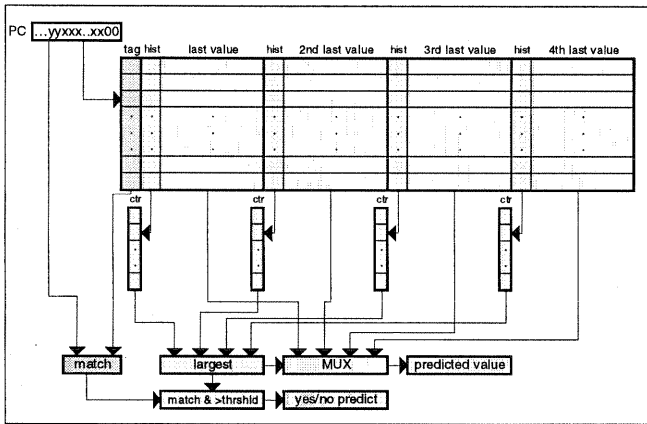 PC ...yyxxx..xx00
tag hist last value hist 2nd last value hist 3rd last value hist 4th last value
ctr ctr ctr ctr
match largest MUX predicted value
match & >thrshld yes/no predict